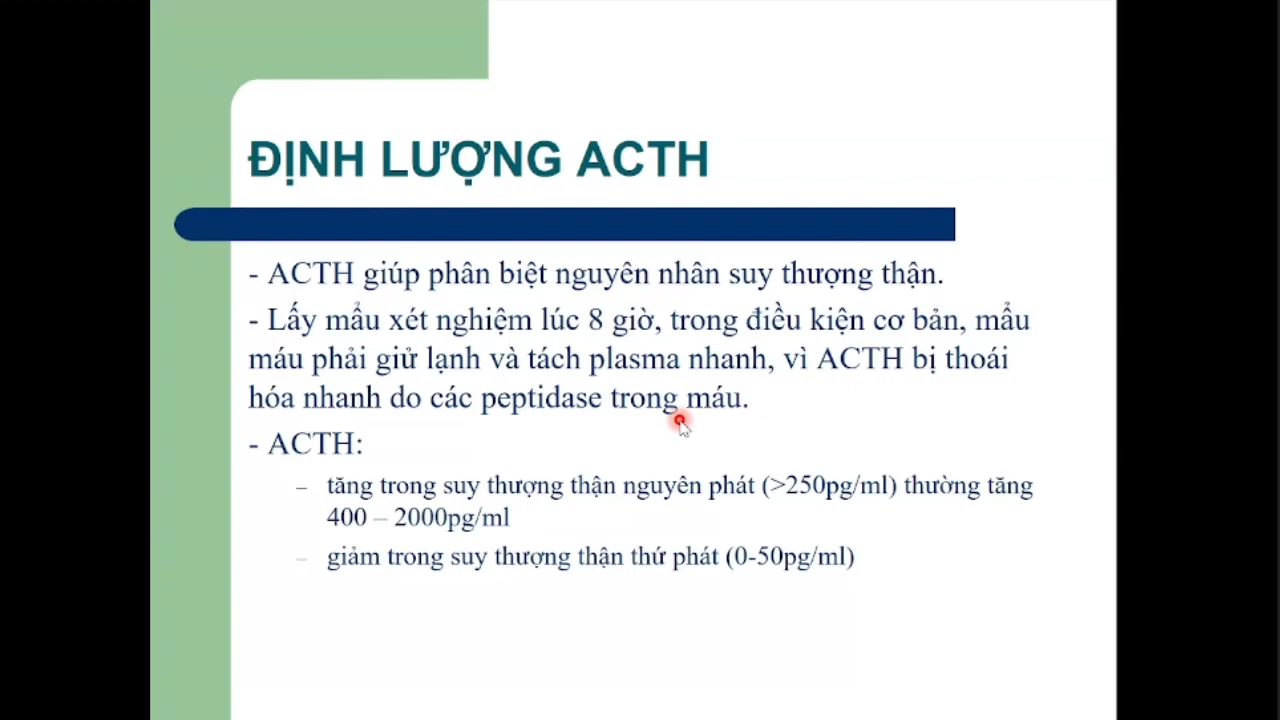 ĐỊNH LƯỢNG ACTH
- ACTH giúp phân biệt nguyên nhân suy thượng thận.
- Lấy mẩu xét nghiệm lúc 8 giờ, trong điều kiện cơ bản, mẩu
máu phải giử lạnh và tách plasma nhanh, vì ACTH bị thoái
hóa nhanh do các peptidase trong máu.
- ACTH:
– tăng trong suy thượng thận nguyên phát (>250pg/ml) thường tăng
400 – 2000pg/ml
– giảm trong suy thượng thận thứ phát (0-50pg/ml)